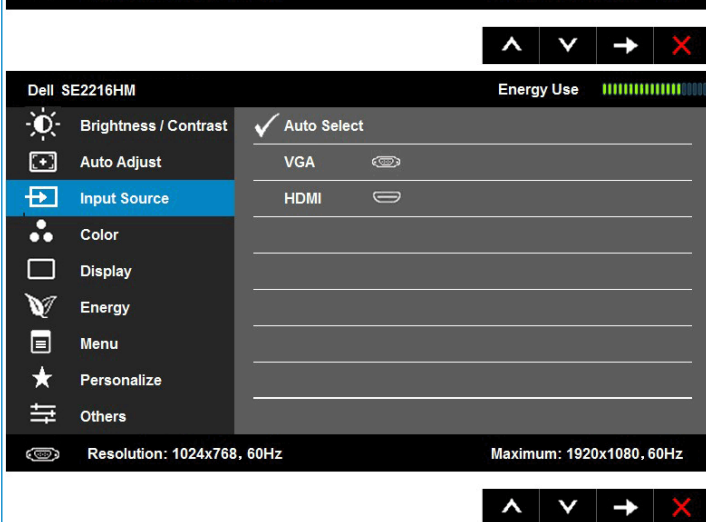 Dell SE2216HM Energy Use
Brightness / Contrast Auto Select
Auto Adjust VGA
Input Source HDMI
Color
Display
Energy
Menu
Personalize
Others
Resolution: 1024x768, 60Hz Maximum: 1920x1080, 60Hz